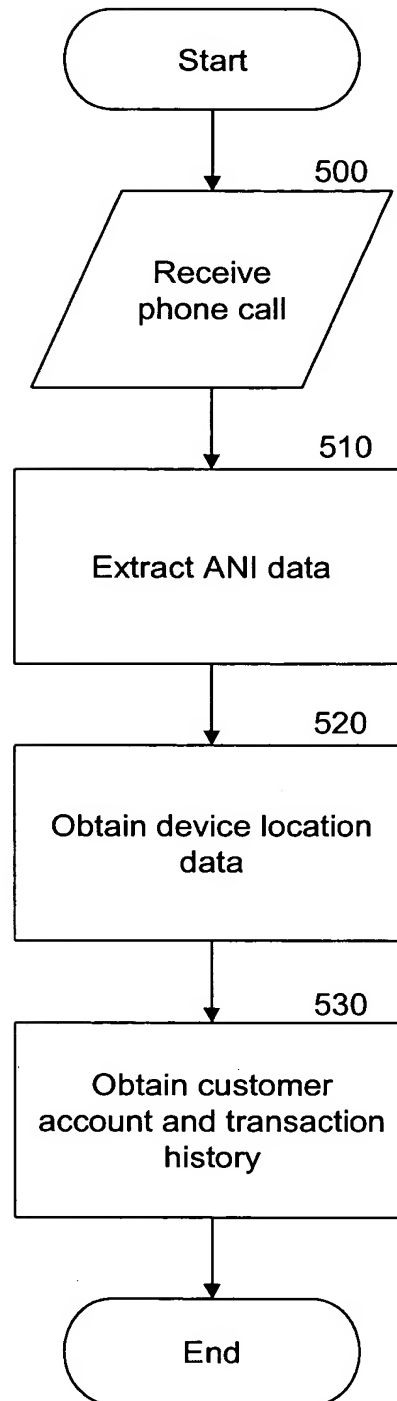 Start
500
Receive
phone call
510
Extract ANI data
520
Obtain device location
data
530
Obtain customer
account and transaction
history
End